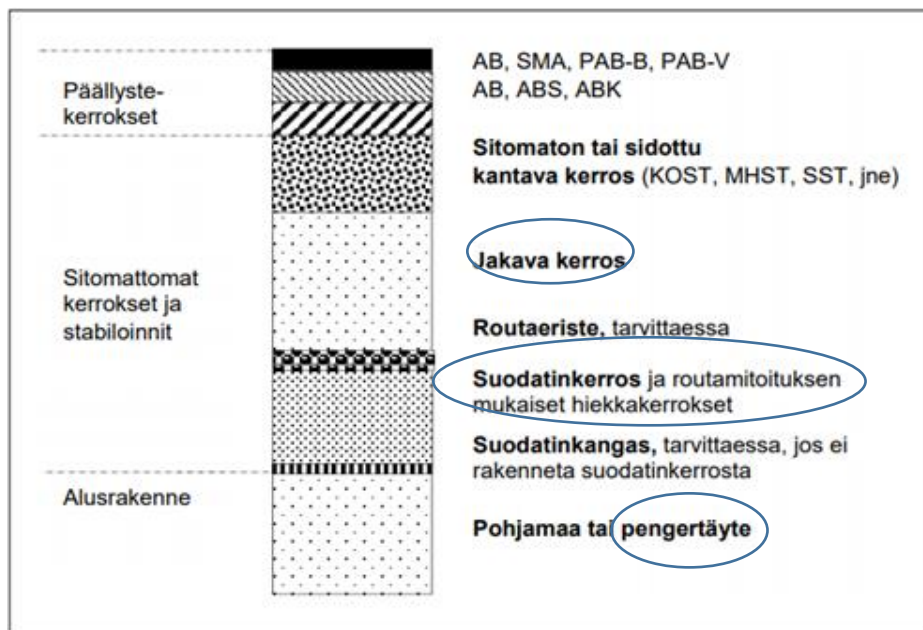 Päällyste-
kerrokset
AB, SMA, PAB-B, PAB-V
AB, ABS, ABK
Sitomaton tai sidottu
kantava kerros (KOST, MHST, SST, jne)
Sitomattomat
kerrokset ja
stabiloinnit
Jakava kerros
Routaeriste, tarvittaessa
Suodatinkerros ja routamitoituksen
mukaiset hiekkakerrokset
Suodatinkangas, tarvittaessa, jos ei
rakenneta suodatinkerrosta
Alusrakenne
Pohjamaa tai pengertäyte